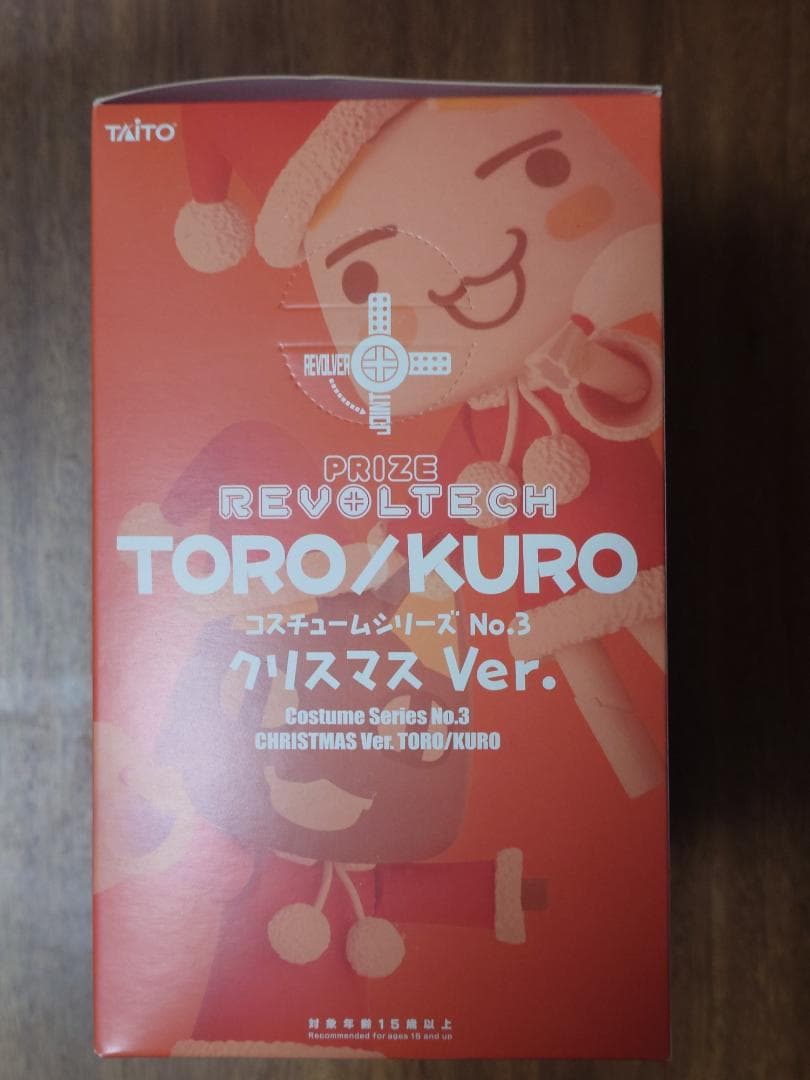 TAITO
REVOLVER
JOINT
PRIZE
REVOLTECH
TORO/KURO
コスチュームシリーズ No.3
クリスマス Ver.
Costume Series No.3
CHRISTMAS Ver. TORO/KURO
対象年齢15歳以上
Recommended for ages 15 and up